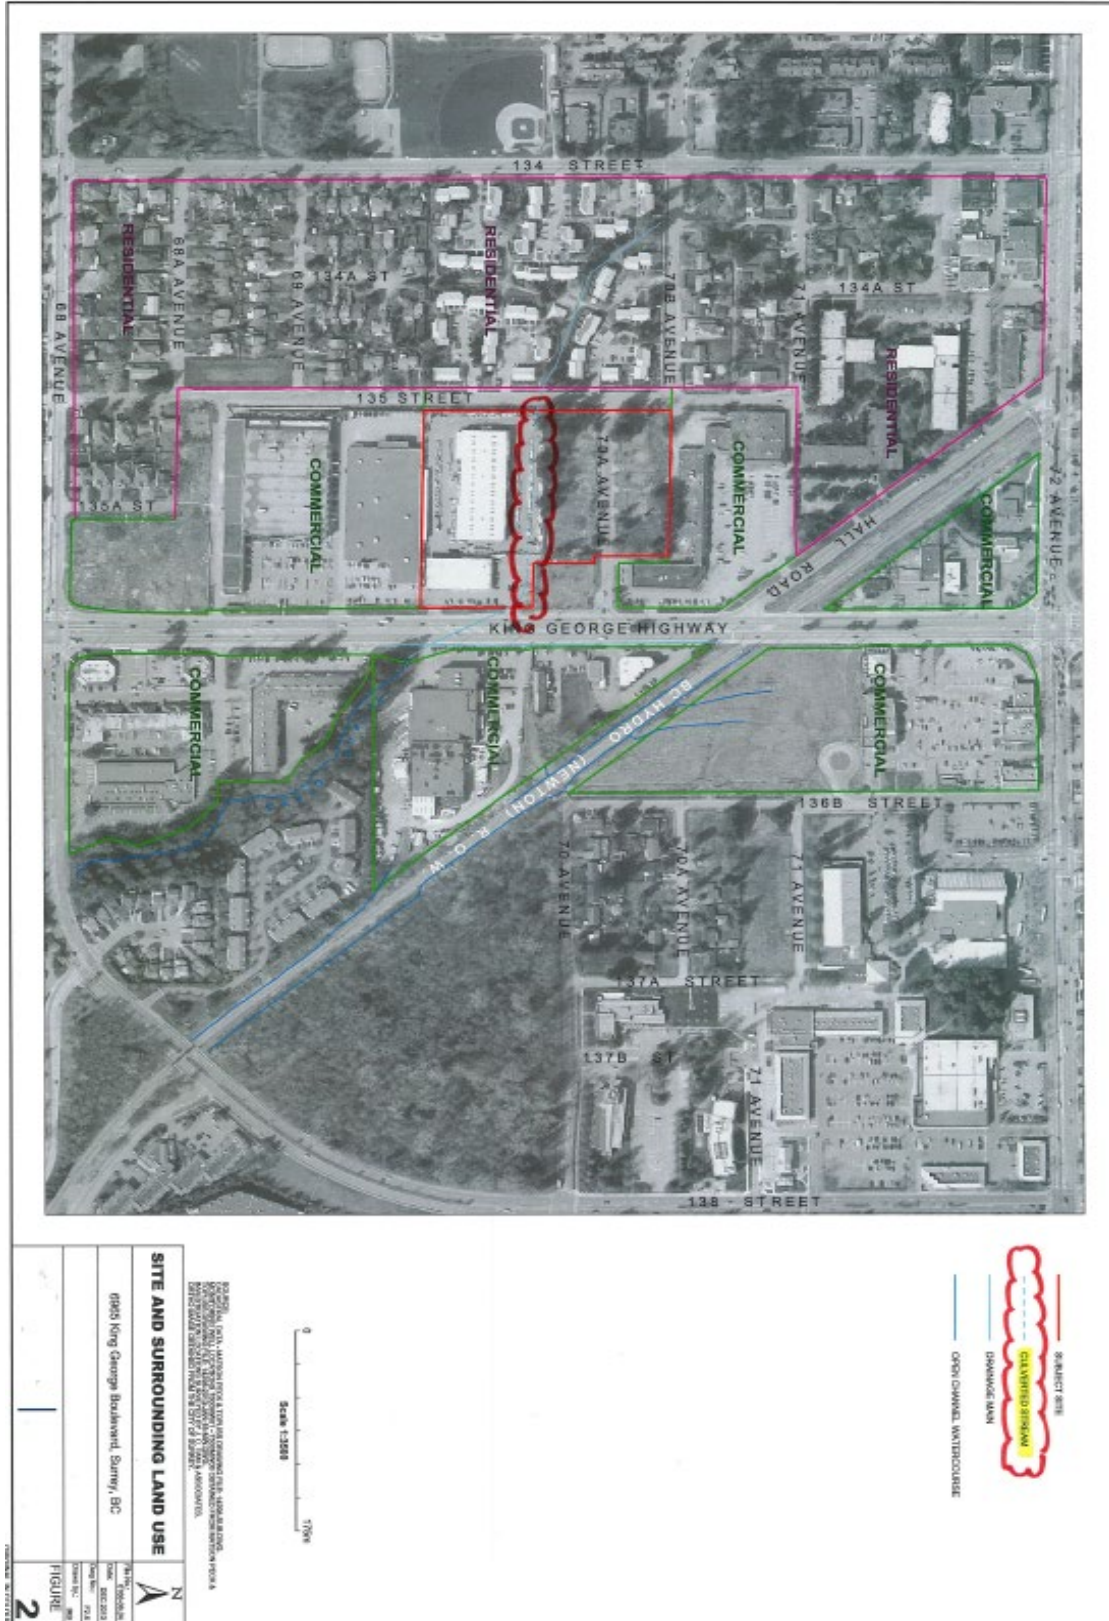 134 STREET
RESIDENTIAL
68A AVENUE
69 AVENUE
134A ST
RESIDENTIAL
70B AVENUE
71 AVENUE
134A ST
RESIDENTIAL
68 AVENUE
135 STREET
135A ST
COMMERCIAL
70A AVENUE
COMMERCIAL
HALL ROAD
COMMERCIAL
72 AVENUE
KING GEORGE HIGHWAY
COMMERCIAL
COMMERCIAL
BC HYDRO (NEWTON) R.O.W
COMMERCIAL
136B STREET
70 AVENUE
70A AVENUE
71 AVENUE
137A STREET
137B ST
71 AVENUE
138 - STREET
SUBJECT SITE
CULVERTED STREAM
DRAINAGE MAIN
OPEN CHANNEL WATERCOURSE
0
175m
Scale 1:3500
SITE AND SURROUNDING LAND USE
6965 King George Boulevard, Surrey, BC
N
FIGURE
2